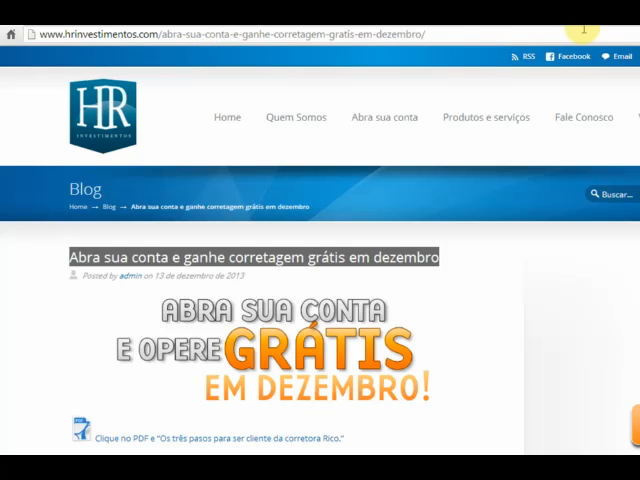 www.hrinvestimentos.com/abra-sua-conta-e-ganhe-corretagem-gratis-em-dezembro/
RSS Facebook Email
HR
INVESTIMENTOS
Home Quem Somos Abra sua conta Produtos e serviços Fale Conosco
Blog
Home → Blog → Abra sua conta e ganhe corretagem grátis em dezembro
Buscar...
Abra sua conta e ganhe corretagem grátis em dezembro
Posted by admin on 13 de dezembro de 2013
ABRA SUA CONTA
E OPERE GRÁTIS
EM DEZEMBRO!
PDF
Clique no PDF e “Os três pasos para ser cliente da corretora Rico.”